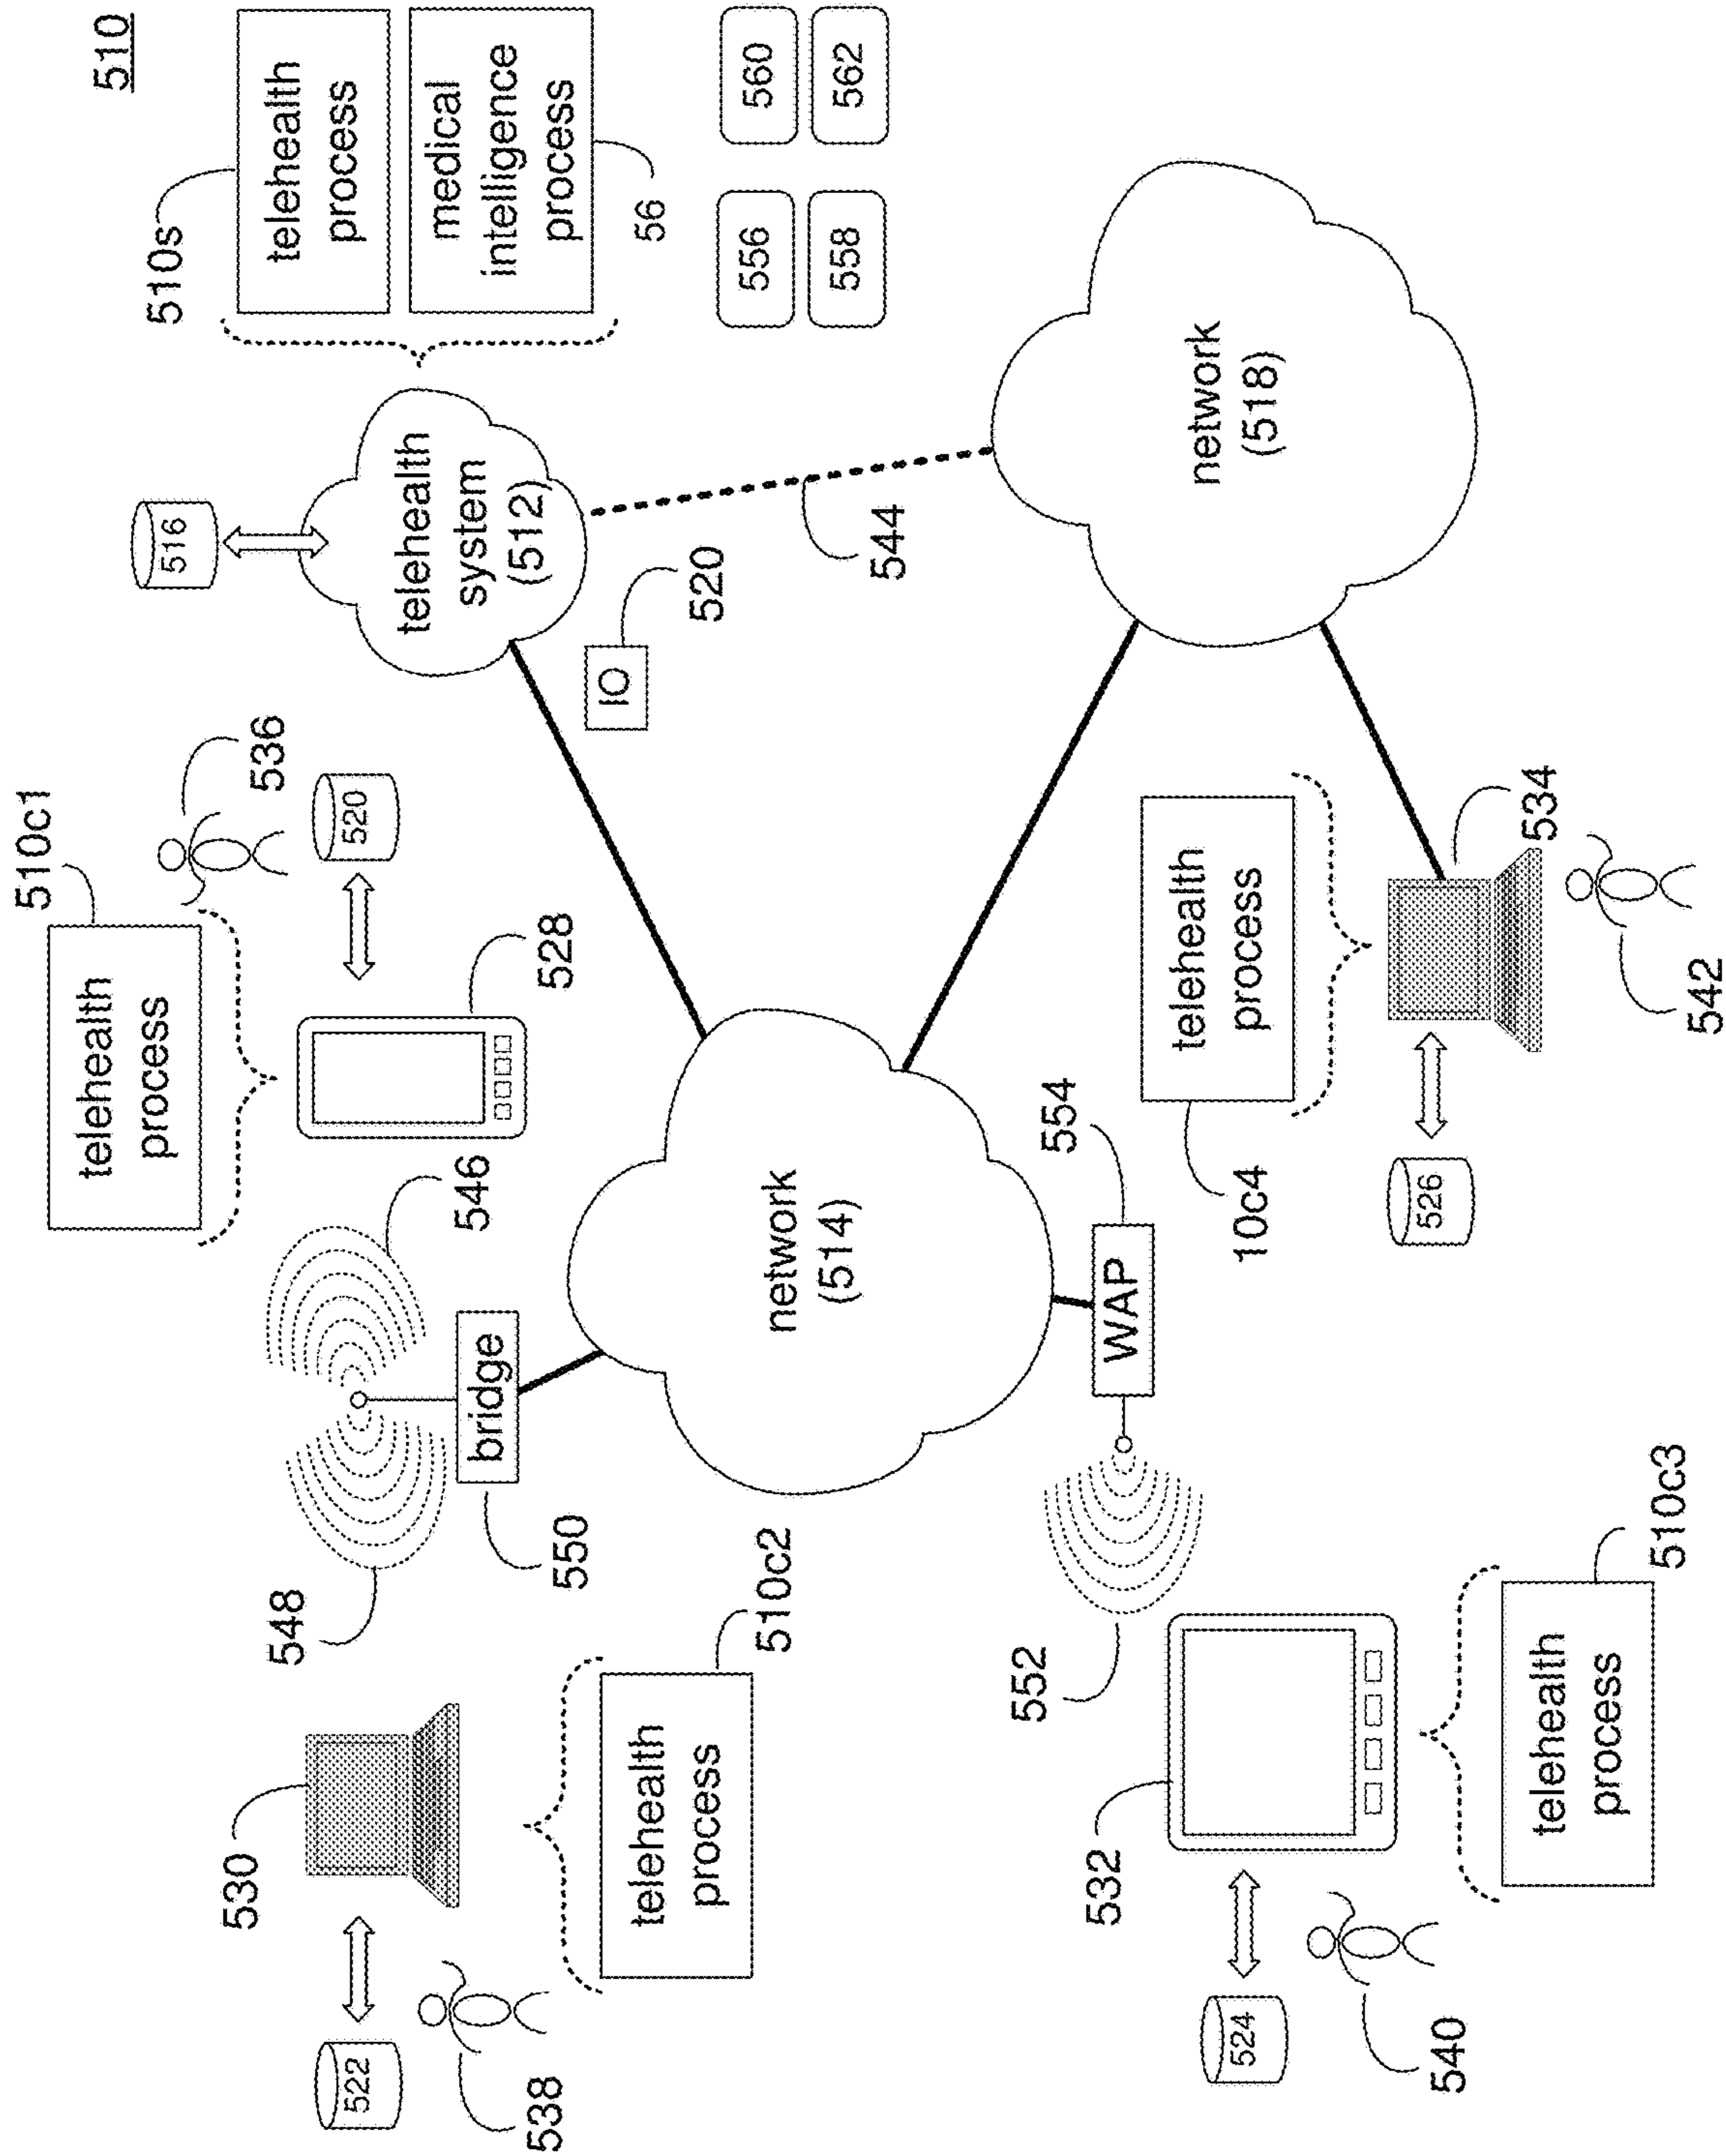 510
510c1
telehealth
process
536
520
528
546
548
bridge
550
530
522
538
telehealth
process
510c2
516
telehealth
system
(512)
510s
telehealth
process
medical
intelligence
process
56
556
560
558
562
IO
520
544
network
(514)
network
(518)
554
WAP
552
532
524
540
telehealth
process
510c3
telehealth
process
10c4
534
526
542